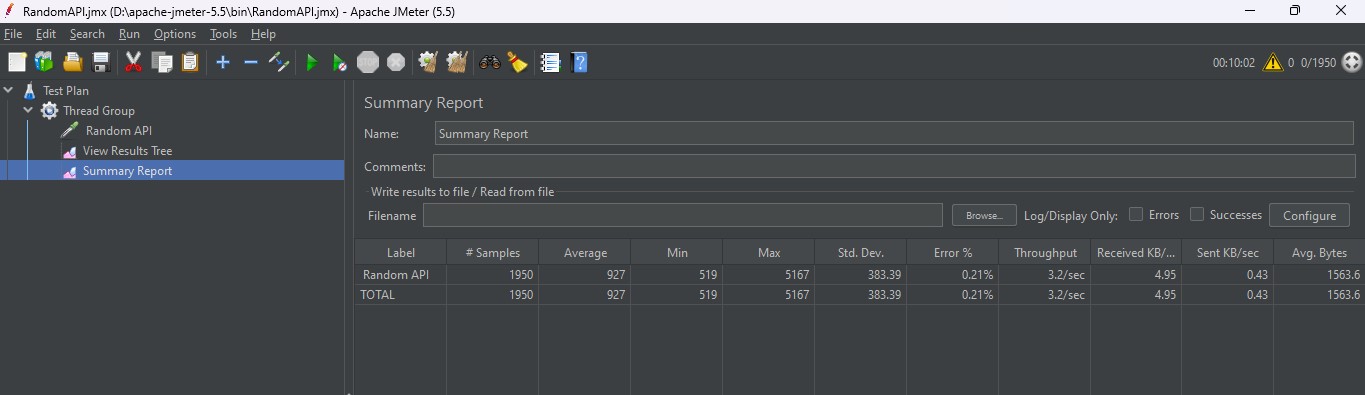 RandomAPI.jmx (D:\apache-jmeter-5.5\bin\RandomAPI.jmx) - Apache JMeter (5.5)
File Edit Search Run Options Tools Help
STOP 00:10:02 0 0/1950
Test Plan
Thread Group
Random API
View Results Tree
Summary Report
Summary Report
Name: Summary Report
Comments:
Write results to file / Read from file
Filename Browse... Log/Display Only: Errors Successes Configure
Label # Samples Average Min Max Std. Dev. Error % Throughput Received KB/... Sent KB/sec Avg. Bytes
Random API 1950 927 519 5167 383.39 0.21% 3.2/sec 4.95 0.43 1563.6
TOTAL 1950 927 519 5167 383.39 0.21% 3.2/sec 4.95 0.43 1563.6